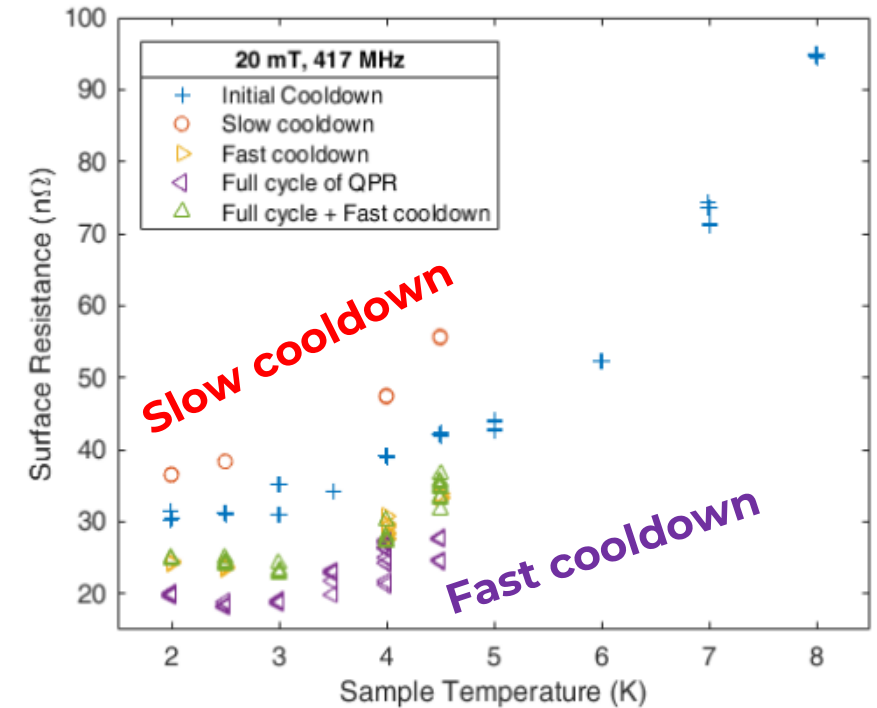 20 mT, 417 MHz
Initial Cooldown
Slow cooldown
Fast cooldown
Full cycle of QPR
Full cycle + Fast cooldown
Slow cooldown
Fast cooldown
Surface Resistance (nΩ)
100
90
80
70
60
50
40
30
20
2 3 4 5 6 7 8
Sample Temperature (K)